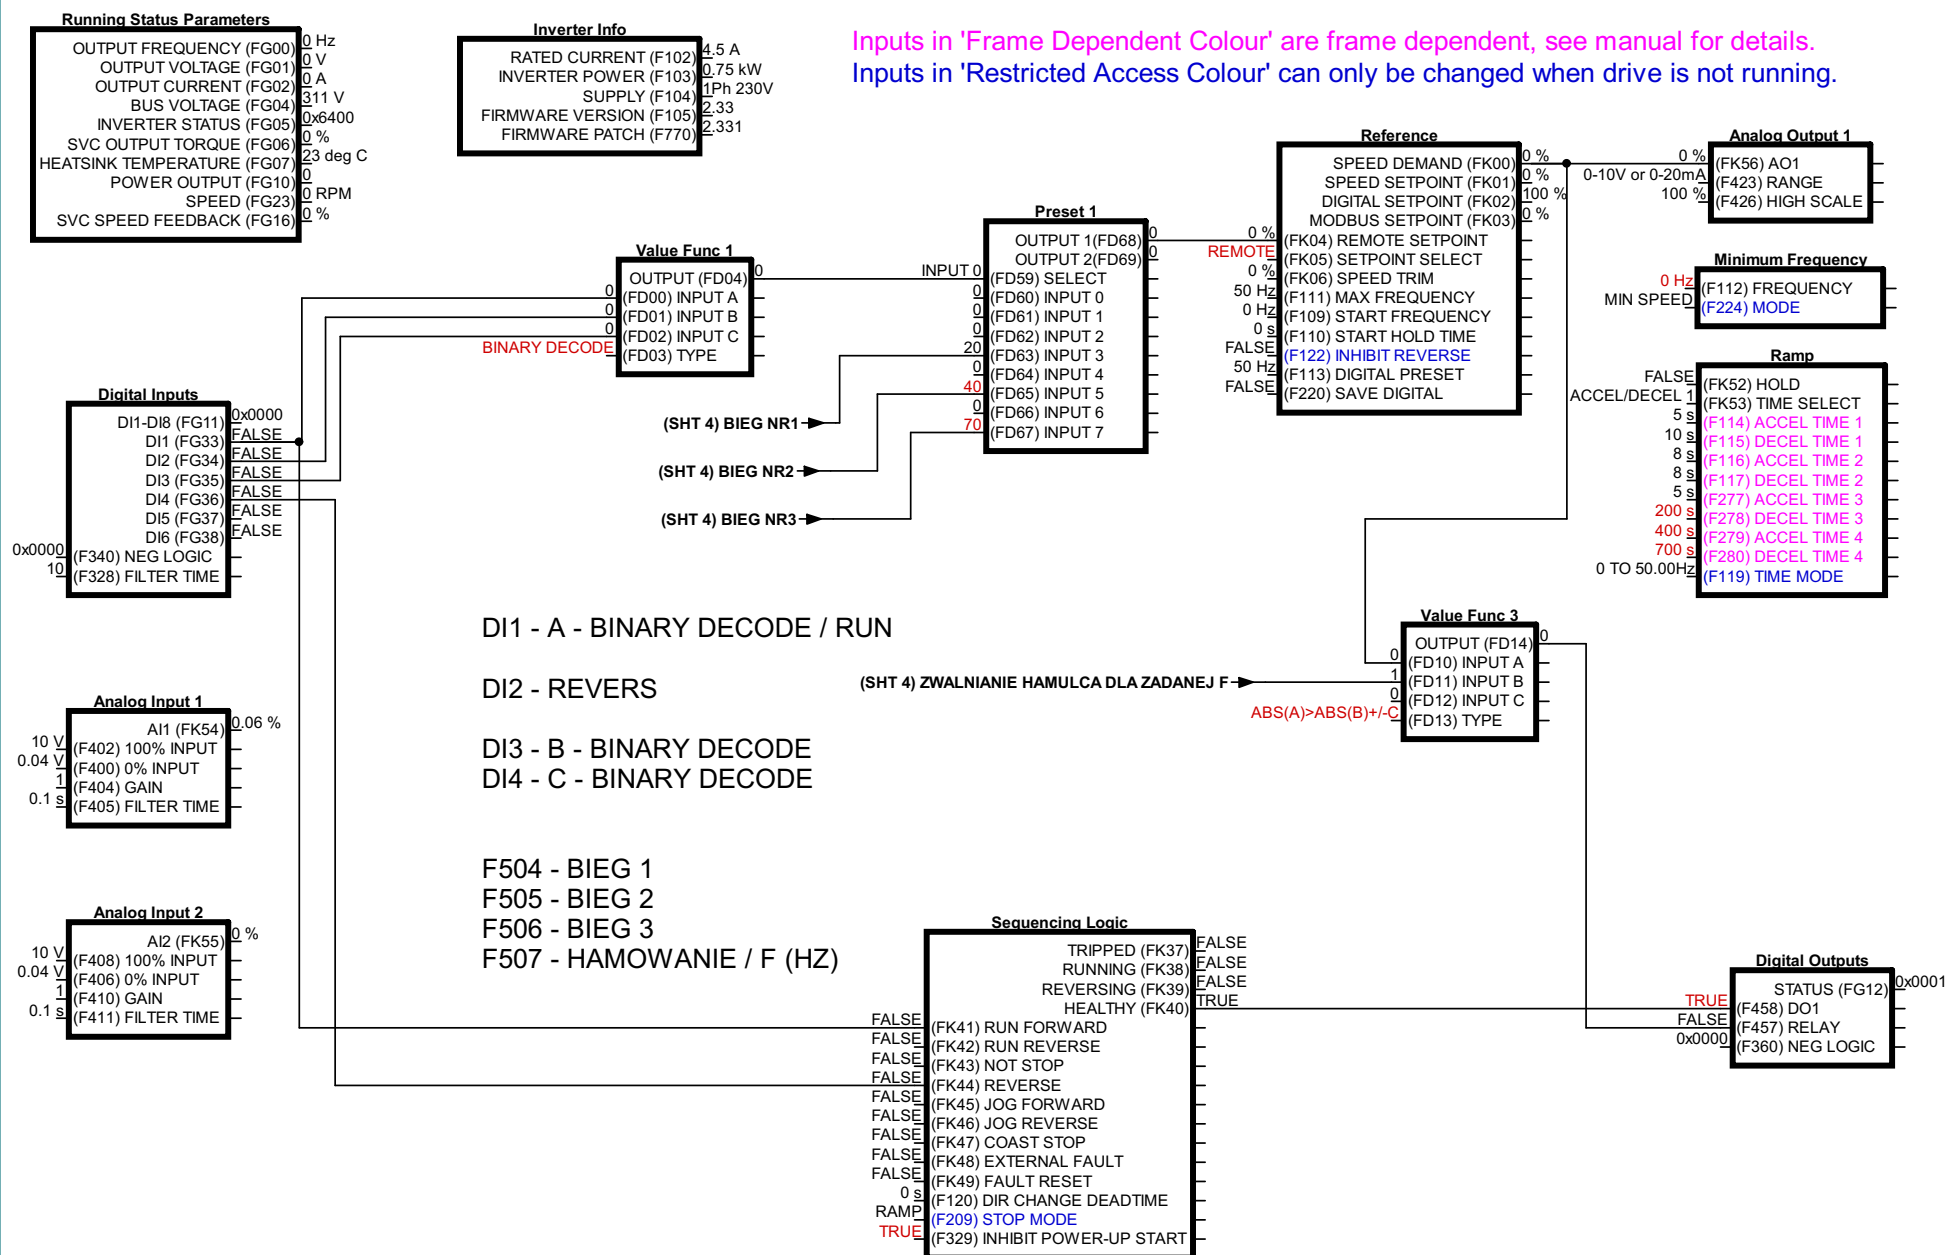 Running Status Parameters
OUTPUT FREQUENCY (FG00) 0 Hz
OUTPUT VOLTAGE (FG01) 0 V
OUTPUT CURRENT (FG02) 0 A
BUS VOLTAGE (FG04) 311 V
INVERTER STATUS (FG05) 0x6400
SVC OUTPUT TORQUE (FG06) 0 %
HEATSINK TEMPERATURE (FG07) 23 deg C
POWER OUTPUT (FG10) 0
SPEED (FG23) 0 RPM
SVC SPEED FEEDBACK (FG16) 0 %
Inverter Info
RATED CURRENT (F102) 4.5 A
INVERTER POWER (F103) 0.75 kW
SUPPLY (F104) 1Ph 230V
FIRMWARE VERSION (F105) 2.33
FIRMWARE PATCH (F770) 2.331
Inputs in 'Frame Dependent Colour' are frame dependent, see manual for details.
Inputs in 'Restricted Access Colour' can only be changed when drive is not running.
Reference
SPEED DEMAND (FK00) 0 %
SPEED SETPOINT (FK01) 0 %
DIGITAL SETPOINT (FK02) 100 %
MODBUS SETPOINT (FK03) 0 %
0 % (FK04) REMOTE SETPOINT
REMOTE (FK05) SETPOINT SELECT
0 % (FK06) SPEED TRIM
50 Hz (F111) MAX FREQUENCY
0 Hz (F109) START FREQUENCY
0 s (F110) START HOLD TIME
FALSE (F122) INHIBIT REVERSE
50 Hz (F113) DIGITAL PRESET
FALSE (F220) SAVE DIGITAL
Analog Output 1
0 % (FK56) AO1
0-10V or 0-20mA (F423) RANGE
100 % (F426) HIGH SCALE
Minimum Frequency
0 Hz (F112) FREQUENCY
MIN SPEED (F224) MODE
Ramp
FALSE (FK52) HOLD
ACCEL/DECEL 1 (FK53) TIME SELECT
5 s (F114) ACCEL TIME 1
10 s (F115) DECEL TIME 1
8 s (F116) ACCEL TIME 2
8 s (F117) DECEL TIME 2
5 s (F277) ACCEL TIME 3
200 s (F278) DECEL TIME 3
400 s (F279) ACCEL TIME 4
700 s (F280) DECEL TIME 4
0 TO 50.00Hz (F119) TIME MODE
Preset 1
OUTPUT 1(FD68) 0
OUTPUT 2(FD69) 0
INPUT 0 (FD59) SELECT
0 (FD60) INPUT 0
0 (FD61) INPUT 1
0 (FD62) INPUT 2
20 (FD63) INPUT 3
0 (FD64) INPUT 4
40 (FD65) INPUT 5
0 (FD66) INPUT 6
70 (FD67) INPUT 7
Value Func 1
OUTPUT (FD04) 0
0 (FD00) INPUT A
0 (FD01) INPUT B
0 (FD02) INPUT C
BINARY DECODE (FD03) TYPE
(SHT 4) BIEG NR1
(SHT 4) BIEG NR2
(SHT 4) BIEG NR3
Digital Inputs
DI1-DI8 (FG11) 0x0000
DI1 (FG33) FALSE
DI2 (FG34) FALSE
DI3 (FG35) FALSE
DI4 (FG36) FALSE
DI5 (FG37) FALSE
DI6 (FG38) FALSE
0x0000 (F340) NEG LOGIC
10 (F328) FILTER TIME
DI1 - A - BINARY DECODE / RUN
DI2 - REVERS
DI3 - B - BINARY DECODE
DI4 - C - BINARY DECODE
F504 - BIEG 1
F505 - BIEG 2
F506 - BIEG 3
F507 - HAMOWANIE / F (HZ)
Value Func 3
OUTPUT (FD14) 0
0 (FD10) INPUT A
(SHT 4) ZWALNIANIE HAMULCA DLA ZADANEJ F 1 (FD11) INPUT B
0 (FD12) INPUT C
ABS(A)>ABS(B)+/-C (FD13) TYPE
Analog Input 1
AI1 (FK54) 0.06 %
10 V (F402) 100% INPUT
0.04 V (F400) 0% INPUT
1 (F404) GAIN
0.1 s (F405) FILTER TIME
Analog Input 2
AI2 (FK55) 0 %
10 V (F408) 100% INPUT
0.04 V (F406) 0% INPUT
1 (F410) GAIN
0.1 s (F411) FILTER TIME
Sequencing Logic
TRIPPED (FK37) FALSE
RUNNING (FK38) FALSE
REVERSING (FK39) FALSE
HEALTHY (FK40) TRUE
FALSE (FK41) RUN FORWARD
FALSE (FK42) RUN REVERSE
FALSE (FK43) NOT STOP
FALSE (FK44) REVERSE
FALSE (FK45) JOG FORWARD
FALSE (FK46) JOG REVERSE
FALSE (FK47) COAST STOP
FALSE (FK48) EXTERNAL FAULT
FALSE (FK49) FAULT RESET
0 s (F120) DIR CHANGE DEADTIME
RAMP (F209) STOP MODE
TRUE (F329) INHIBIT POWER-UP START
Digital Outputs
STATUS (FG12) 0x0001
TRUE (F458) DO1
FALSE (F457) RELAY
0x0000 (F360) NEG LOGIC